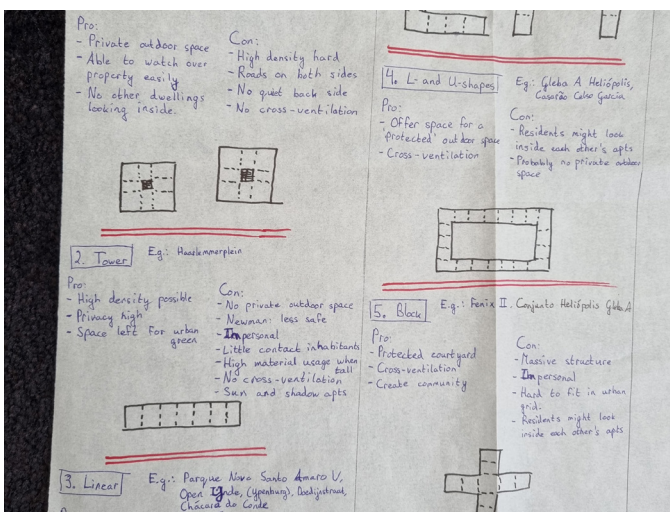 Pro:
- Private outdoor space
- Able to watch over
property easily
- No other dwellings
looking inside.
Con:
- High density hard
- Roads on both sides
- No quiet back side
- No cross-ventilation
2. Tower
E.g.: Haarlemmerplein
Pro:
- High density possible
- Privacy high
- Space left for urban
green
Con:
- No private outdoor space
- Newman: less safe
- Impersonal
- Little contact inhabitants
- High material usage when
tall
- No cross-ventilation
- Sun and shadow apts
3. Linear
E.g.: Parque Novo Santo Amaro V,
Open (Ypenburg),
Chácara do Conde
4. L- and U-shapes
Eg: Gleba A Heliópolis,
Casarão Celso Garcia
Pro:
- Offer space for a
'protected' outdoor space
- Cross-ventilation
Con:
- Residents might look
inside each other's apts
- Probably no private outdoor
space
5. Block
E.g.: Fenix II. Conjunto Heliópolis Gleba A
Pro:
- Protected courtyard
- Cross-ventilation
- Create community
Con:
- Massive structure
- Impersonal
- Hard to fit in urban
grid.
- Residents might look
inside each other's apts